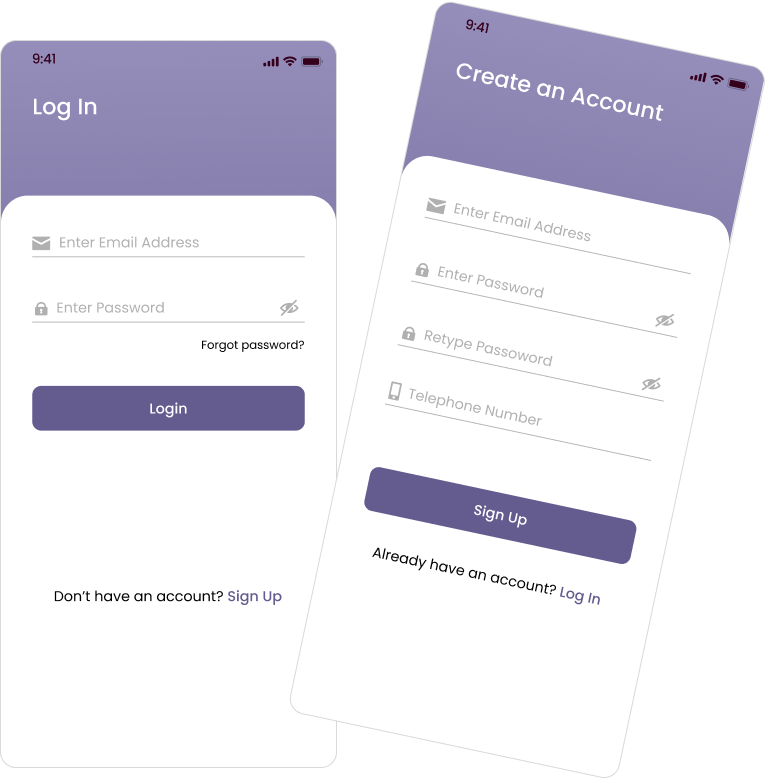 9:41
Log In
Enter Email Address
Enter Password
Forgot password?
Login
Don't have an account? Sign Up
9:41
Create an Account
Enter Email Address
Enter Password
Retype Passoword
Telephone Number
Sign Up
Already have an account? Log In